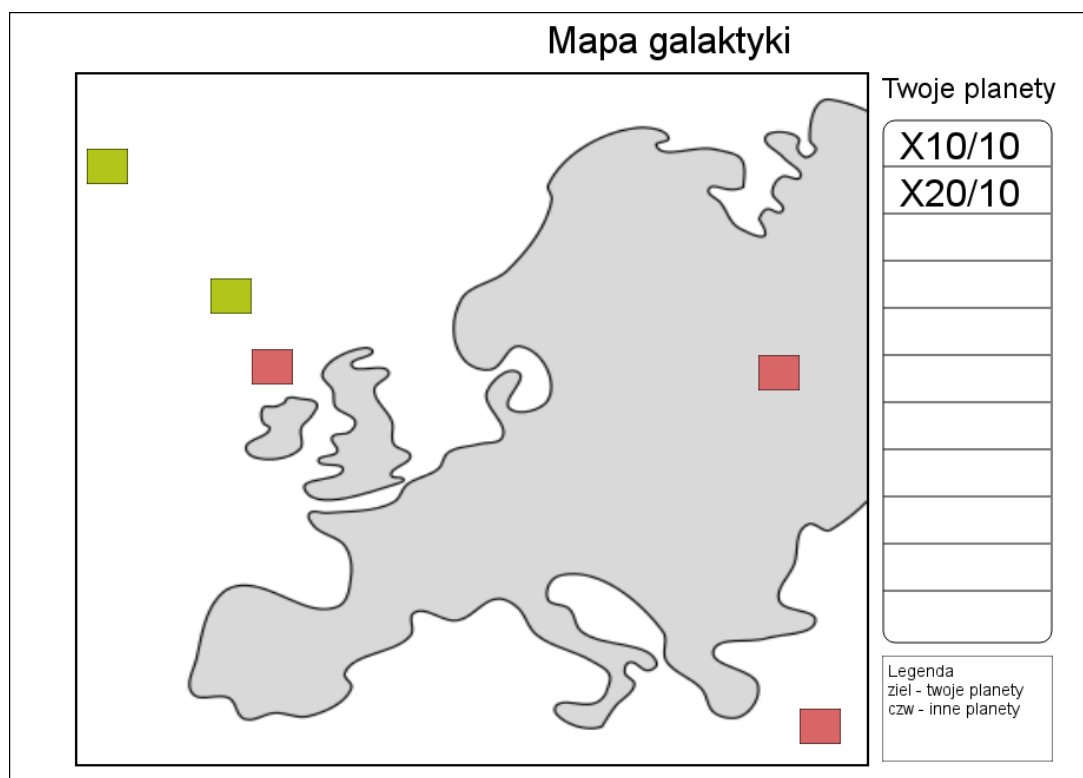 Mapa galaktyki
Twoje planety
X10/10
X20/10
Legenda
ziel - twoje planety
czw - inne planety